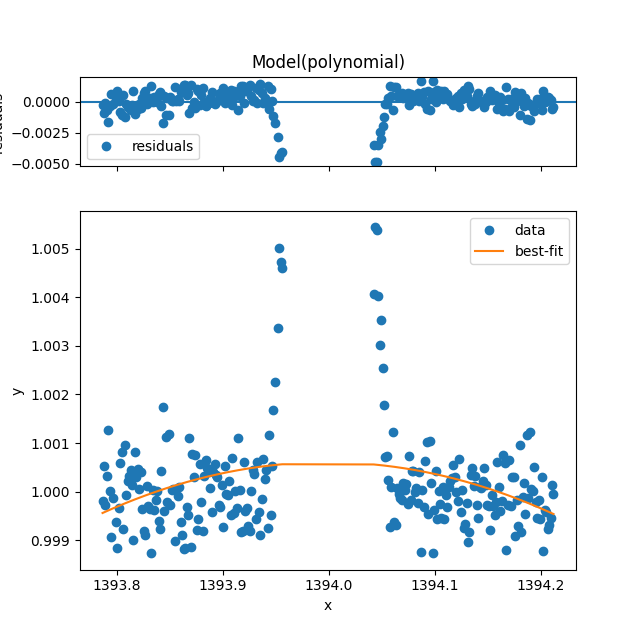 Model(polynomial)
0.0000
−0.0025
−0.0050
residuals
1.005
1.004
1.003
1.002
1.001
1.000
0.999
y
data
best-fit
1393.8
1393.9
1394.0
1394.1
1394.2
x